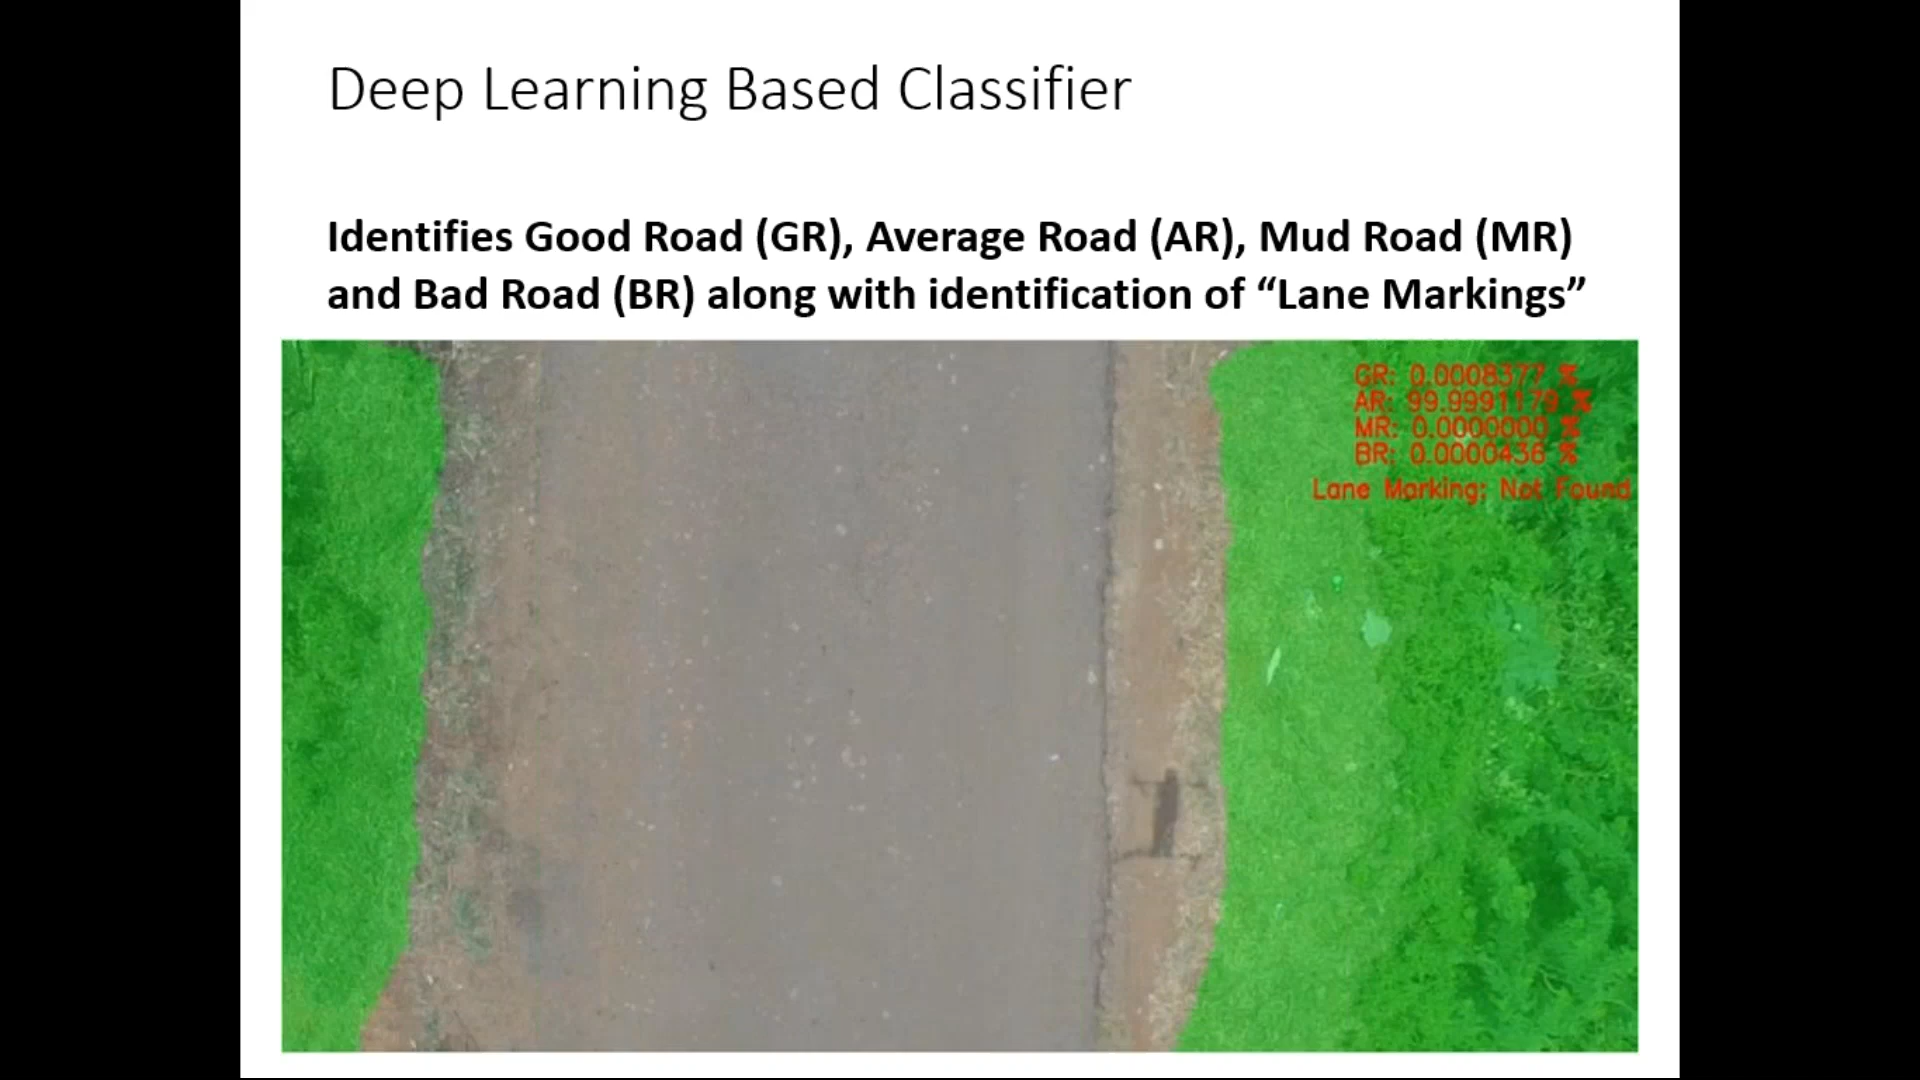 Deep Learning Based Classifier
Identifies Good Road (GR), Average Road (AR), Mud Road (MR)
and Bad Road (BR) along with identification of “Lane Markings”
GR: 0.0008377 %
AR: 99.9991179 %
MR: 0.0000000 %
BR: 0.0000436 %
Lane Marking: Not Found